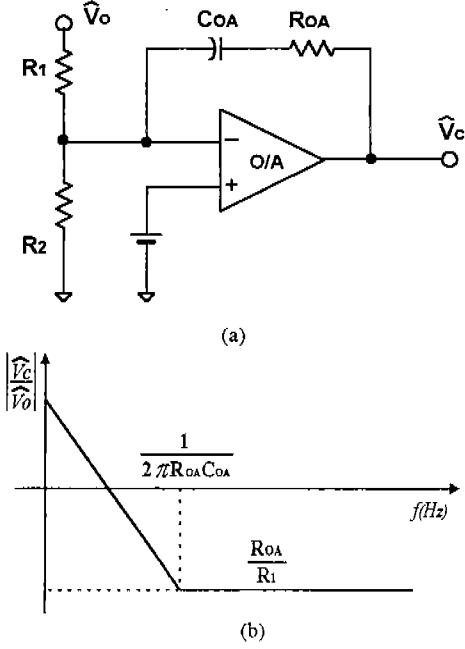 V̂o
COA ROA
R1
V̂c
−
O/A
+
R2
(a)
|V̂c/V̂o|
1
2πROACOA
f(Hz)
ROA
R1
(b)